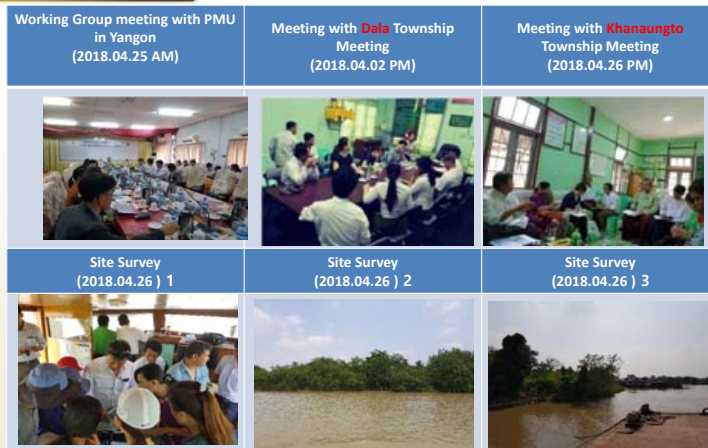 Working Group meeting with PMU
in Yangon
(2018.04.25 AM)
Meeting with Dala Township
Meeting
(2018.04.02 PM)
Meeting with Khanaungto
Township Meeting
(2018.04.26 PM)
Site Survey
(2018.04.26 ) 1
Site Survey
(2018.04.26 ) 2
Site Survey
(2018.04.26 ) 3